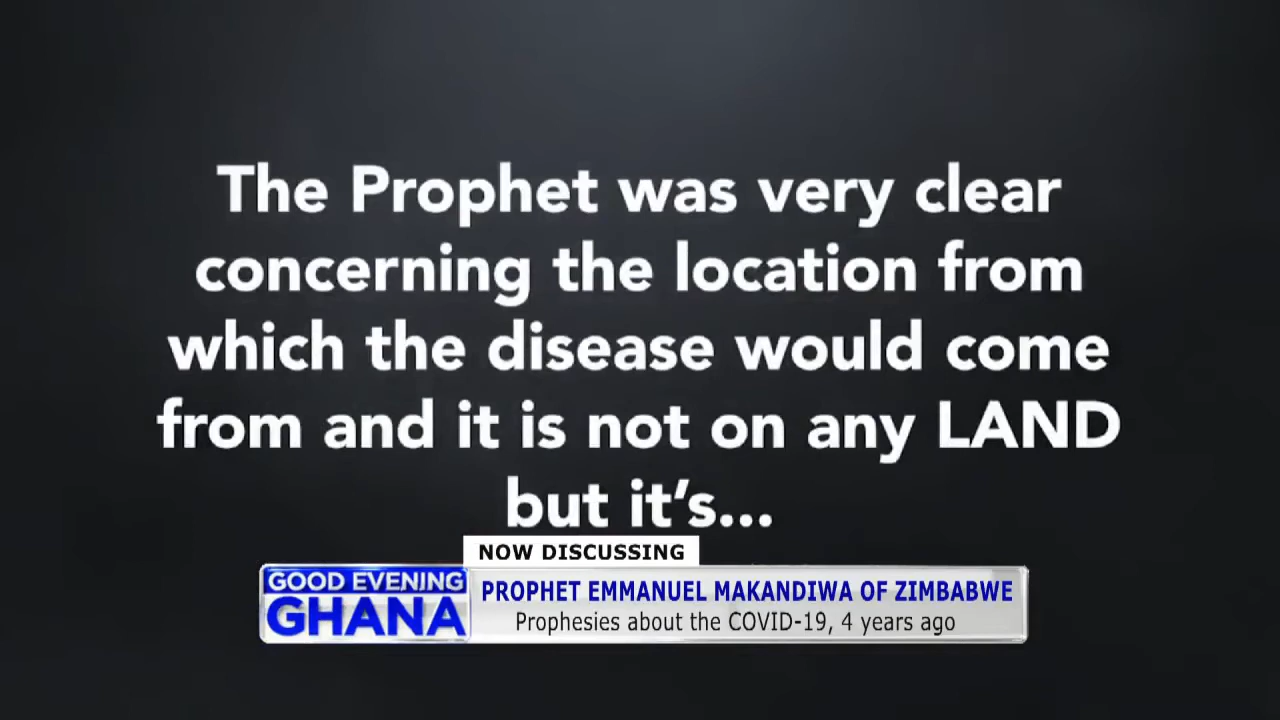 The Prophet was very clear
concerning the location from
which the disease would come
from and it is not on any LAND
but it's...
NOW DISCUSSING
GOOD EVENING
GHANA
PROPHET EMMANUEL MAKANDIWA OF ZIMBABWE
Prophesies about the COVID-19, 4 years ago